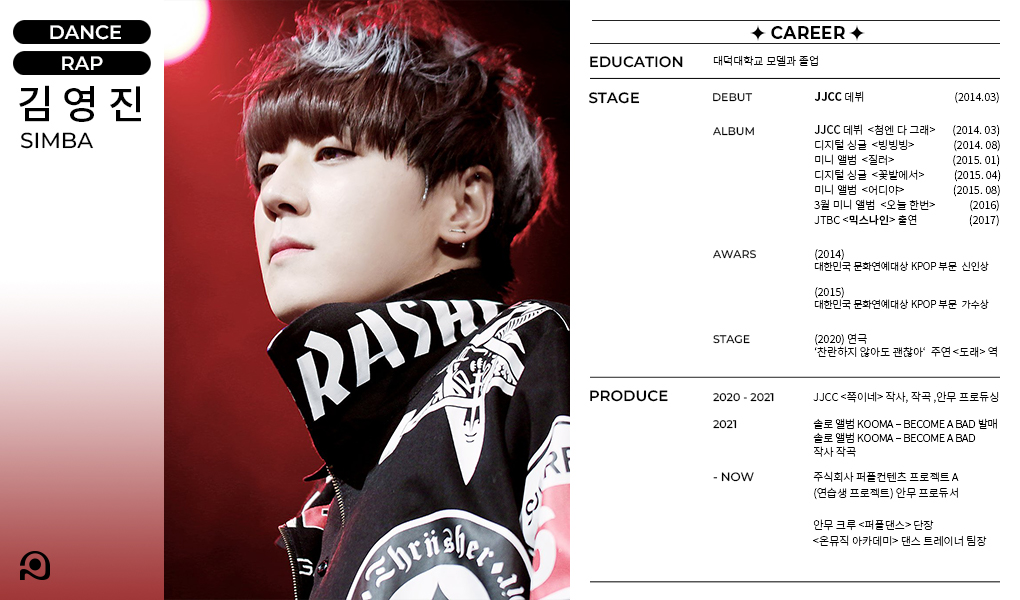 DANCE
RAP
김영진
SIMBA
RASHE
Thrüsher
✦ CAREER ✦
EDUCATION 대덕대학교 모델과 졸업
STAGE DEBUT JJCC 데뷔 (2014.03)
ALBUM JJCC 데뷔 <첨엔 다 그래> (2014. 03)
디지털 싱글 <빙빙빙> (2014. 08)
미니 앨범 <질러> (2015. 01)
디지털 싱글 <꽃밭에서> (2015. 04)
미니 앨범 <어디야> (2015. 08)
3월 미니 앨범 <오늘 한번> (2016)
JTBC <믹스나인> 출연 (2017)
AWARS (2014)
대한민국 문화연예대상 KPOP 부문 신인상
(2015)
대한민국 문화연예대상 KPOP 부문 가수상
STAGE (2020) 연극
'찬란하지 않아도 괜찮아' 주연 <도래> 역
PRODUCE 2020 - 2021 JJCC <쪽이네> 작사, 작곡 ,안무 프로듀싱
2021 솔로 앨범 KOOMA – BECOME A BAD 발매
솔로 앨범 KOOMA – BECOME A BAD
작사 작곡
- NOW 주식회사 퍼플컨텐츠 프로젝트 A
(연습생 프로젝트) 안무 프로듀서
안무 크루 <퍼플댄스> 단장
<온뮤직 아카데미> 댄스 트레이너 팀장